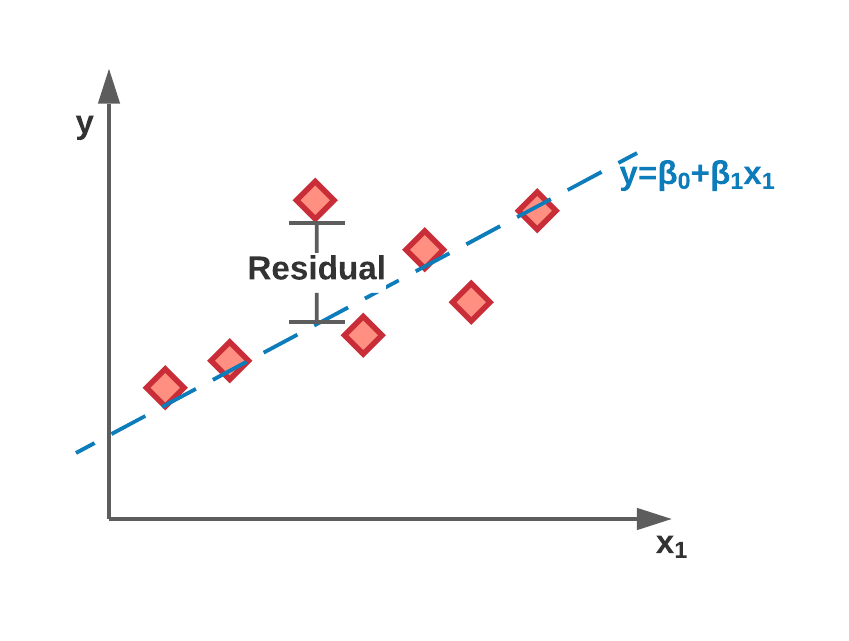 y
y=β₀+β₁x₁
Residual
x₁